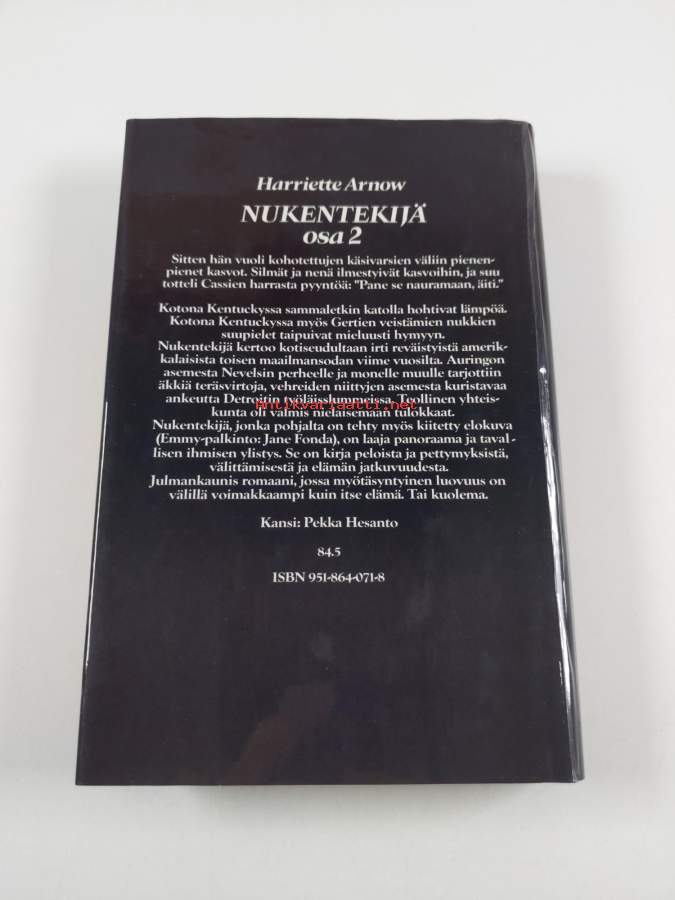 Harriette Arnow
NUKENTEKIJÄ
osa 2
Sitten hän vuoli kohotettujen käsivarsien väliin pienen-
pienet kasvot. Silmät ja nenä ilmestyivät kasvoihin, ja suu
totteli Cassien harrasta pyyntöä: "Pane se nauramaan, äiti."
Kotona Kentuckyssa sammaletkin katolla hohtivat lämpöä.
Kotona Kentuckyssa myös Gertien veistämien nukkien
suupielet taipuivat mieluusti hymyyn.
Nukentekijä kertoo kotiseudultaan irti reväistyistä amerik-
kalaisista toisen maailmansodan viime vuosilta. Auringon
asemesta Nevelsin perheelle ja monelle muulle tarjottiin
äkkiä teräsvirtoja, vehreiden niittyjen asemesta kuristavaa
ankeutta Detroitin työläisslummeissa. Teollinen yhteis-
antikvariaatti.net
kunta oli valmis nielaisemaan tulokkaat.
Nukentekijä, jonka pohjalta on tehty myös kiitetty elokuva
(Emmy-palkinto: Jane Fonda), on laaja panoraama ja taval-
lisen ihmisen ylistys. Se on kirja peloista ja pettymyksistä,
välittämisestä ja elämän jatkuvuudesta.
Julmankaunis romaani, jossa myötäsyntyinen luovuus on
välillä voimakkaampi kuin itse elämä. Tai kuolema.
Kansi: Pekka Hesanto
84.5
ISBN 951-864-071-8